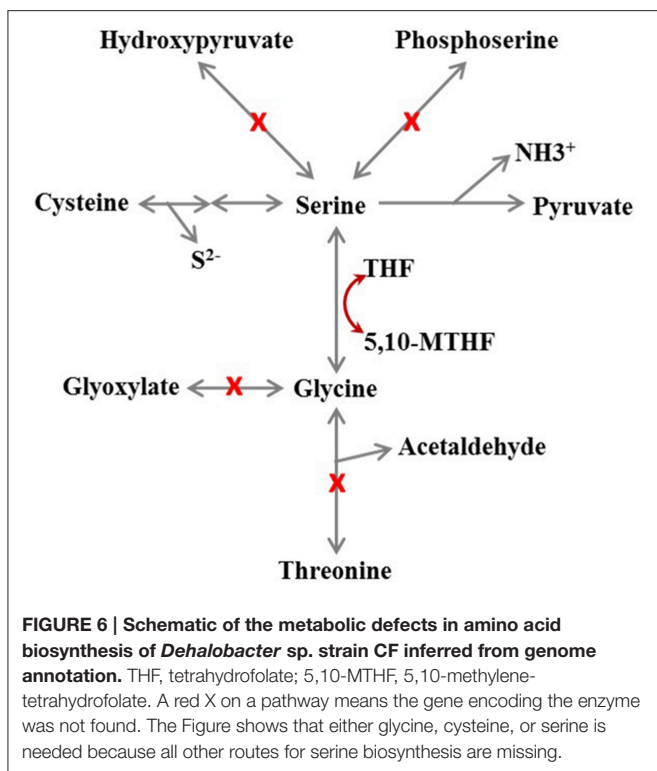 Hydroxypyruvate Phosphoserine
X X
NH3⁺
Cysteine Serine Pyruvate
S²⁻
THF
5,10-MTHF
Glyoxylate X Glycine
Acetaldehyde
X
Threonine
FIGURE 6 | Schematic of the metabolic defects in amino acid
biosynthesis of Dehalobacter sp. strain CF inferred from genome
annotation. THF, tetrahydrofolate; 5,10-MTHF, 5,10-methylene-
tetrahydrofolate. A red X on a pathway means the gene encoding the enzyme
was not found. The Figure shows that either glycine, cysteine, or serine is
needed because all other routes for serine biosynthesis are missing.